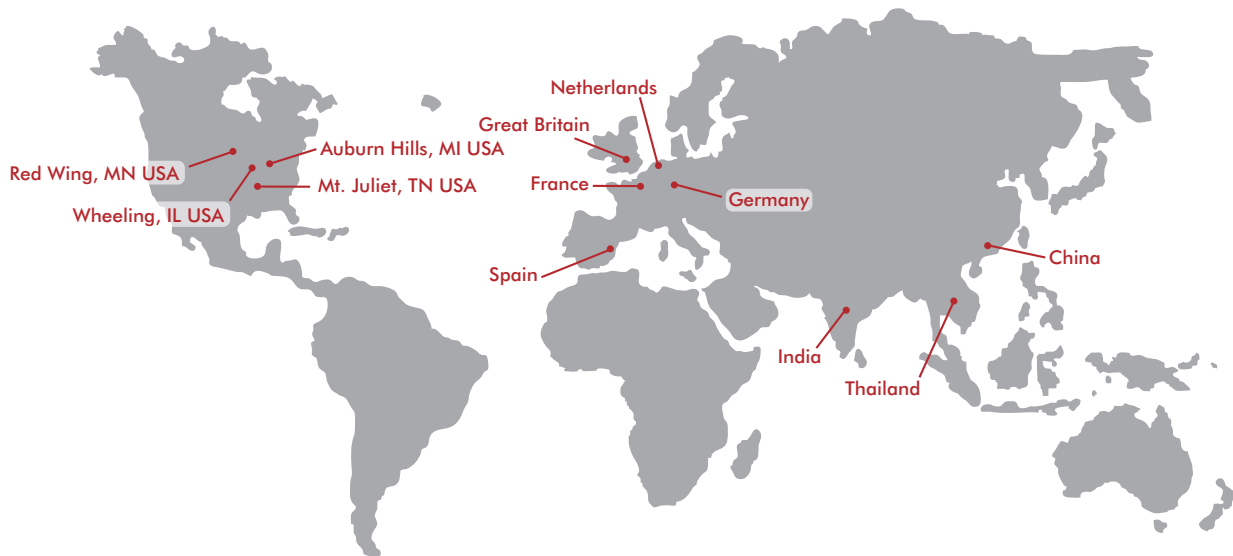 Netherlands
Great Britain
Auburn Hills, MI USA
Red Wing, MN USA
Mt. Juliet, TN USA
France
Germany
Wheeling, IL USA
China
Spain
India
Thailand